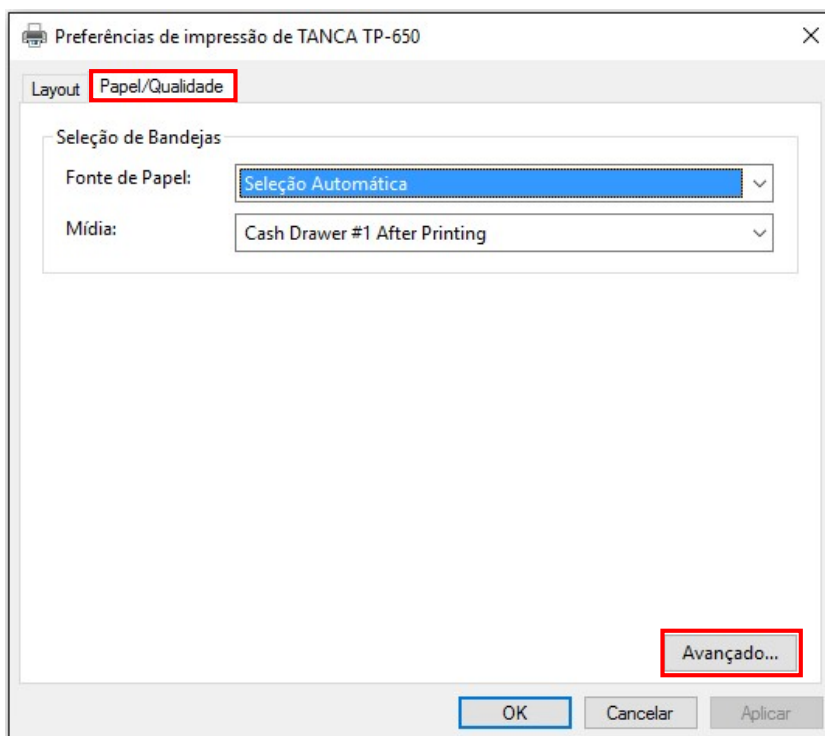 Preferências de impressão de TANCA TP-650
Layout Papel/Qualidade
Seleção de Bandejas
Fonte de Papel: Seleção Automática
Mídia: Cash Drawer #1 After Printing
Avançado...
OK Cancelar Aplicar